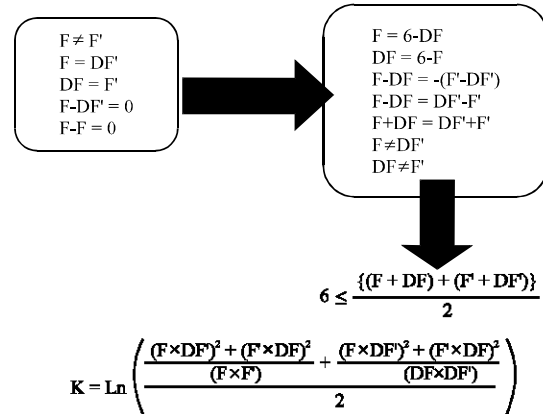 F ≠ F'
F = DF'
DF = F'
F-DF' = 0
F-F = 0
F = 6-DF
DF = 6-F
F-DF = -(F'-DF')
F-DF = DF'-F'
F+DF = DF'+F'
F≠DF'
DF≠F'
6 ≤ {(F + DF) + (F' + DF')} / 2
K = Ln ( ( ((F×DF')² + (F'×DF)²) / (F×F') + ((F×DF')² + (F'×DF)²) / (DF×DF') ) / 2 )